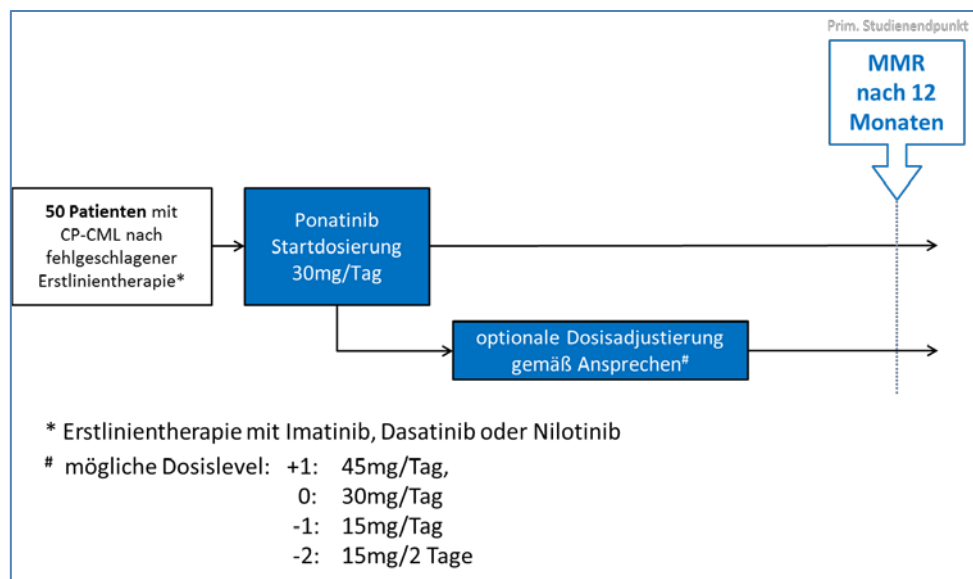 Prim. Studienendpunkt
MMR
nach 12
Monaten
50 Patienten mit
CP-CML nach
fehlgeschlagener
Erstlinientherapie*
Ponatinib
Startdosierung
30mg/Tag
optionale Dosisadjustierung
gemäß Ansprechen#
* Erstlinientherapie mit Imatinib, Dasatinib oder Nilotinib
# mögliche Dosislevel: +1: 45mg/Tag,
0: 30mg/Tag
-1: 15mg/Tag
-2: 15mg/2 Tage